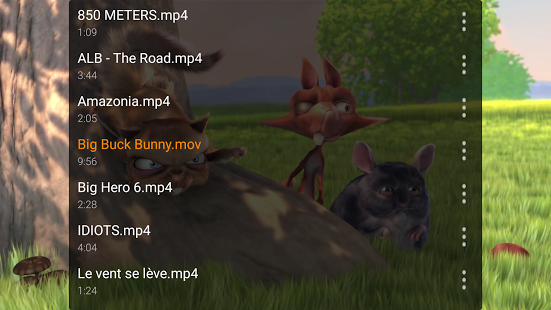 850 METERS.mp4
1:09
ALB - The Road.mp4
3:44
Amazonia.mp4
2:05
Big Buck Bunny.mov
9:56
Big Hero 6.mp4
2:28
IDIOTS.mp4
4:04
Le vent se lève.mp4
1:24